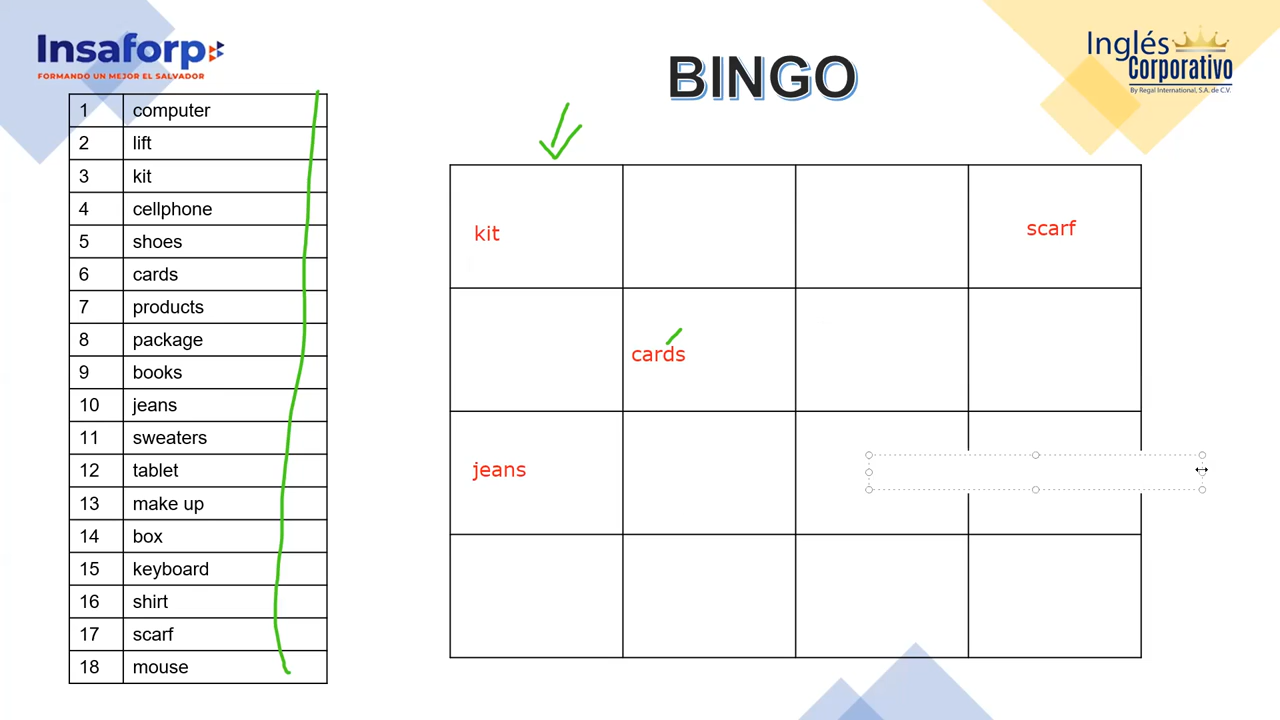 Insaforp
FORMANDO UN MEJOR EL SALVADOR
BINGO
Inglés
Corporativo
By Regal International, S.A. de C.V.
1 computer
2 lift
3 kit
4 cellphone
5 shoes
6 cards
7 products
8 package
9 books
10 jeans
11 sweaters
12 tablet
13 make up
14 box
15 keyboard
16 shirt
17 scarf
18 mouse
kit
scarf
cards
jeans